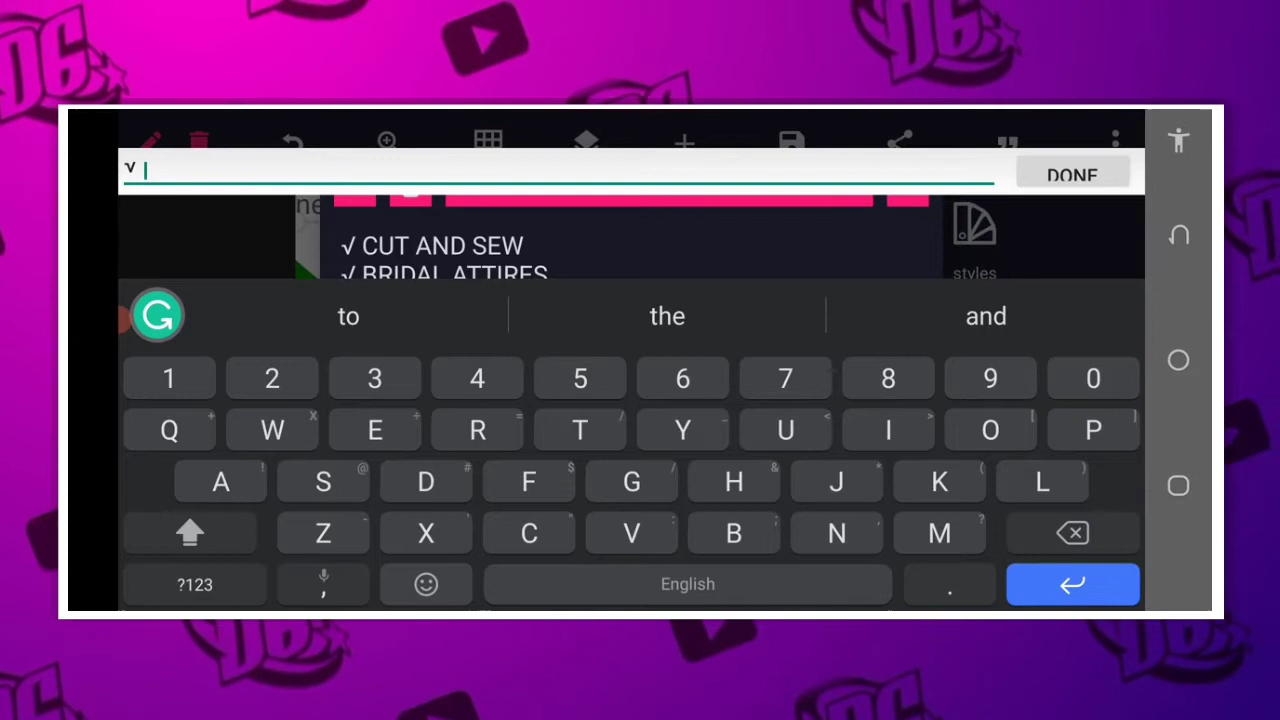 √
DONE
ne
√ CUT AND SEW
√ BRIDAL ATTIRES
styles
to the and
1 2 3 4 5 6 7 8 9 0
Q + W X E ÷ R = T / Y _ U < I > O [ P ]
A ! S @ D # F $ G / H & J * K ( L )
Z - X ' C " V : B ; N , M ?
?123 , English .